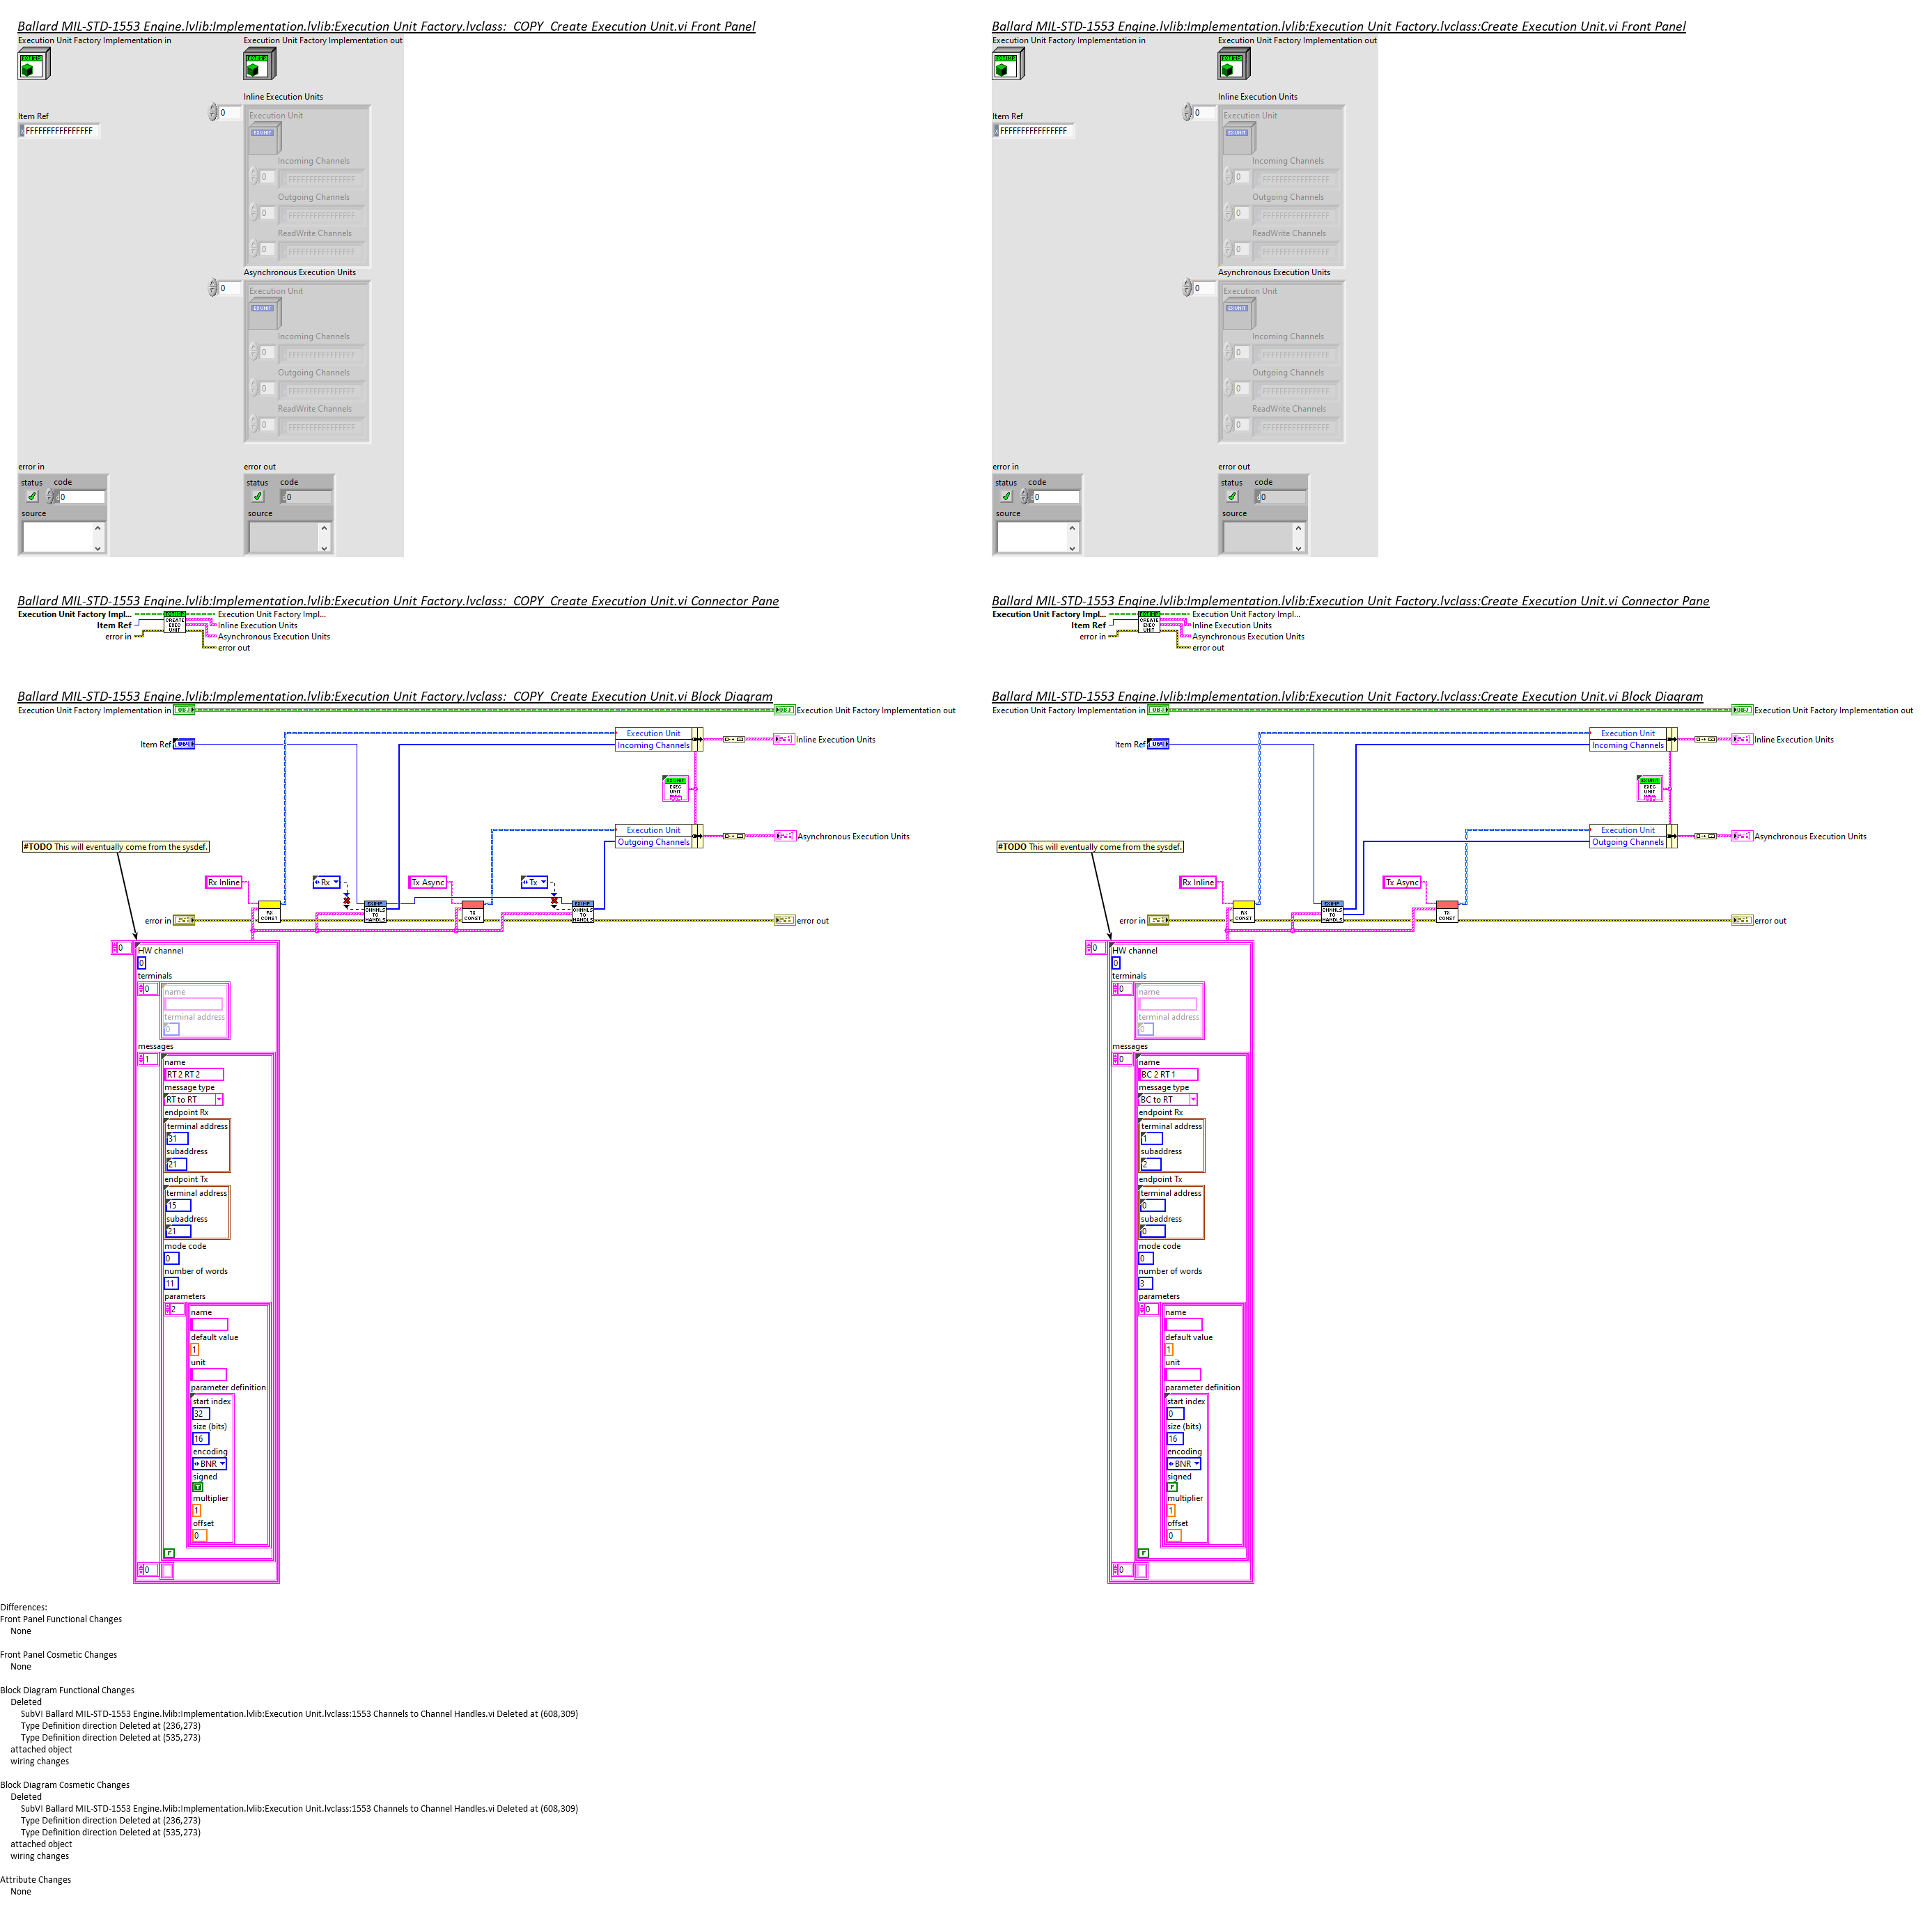 Ballard MIL-STD-1553 Engine.lvlib:Implementation.lvlib:Execution Unit Factory.lvclass:_COPY_Create Execution Unit.vi Front Panel
Execution Unit Factory Implementation in
Execution Unit Factory Implementation out
Inline Execution Units
0
Execution Unit
Item Ref
FFFFFFFFFFFFFFFF
Incoming Channels
0 FFFFFFFFFFFFFFFF
Outgoing Channels
0 FFFFFFFFFFFFFFFF
ReadWrite Channels
0 FFFFFFFFFFFFFFFF
Asynchronous Execution Units
0
Execution Unit
Incoming Channels
0 FFFFFFFFFFFFFFFF
Outgoing Channels
0 FFFFFFFFFFFFFFFF
ReadWrite Channels
0 FFFFFFFFFFFFFFFF
error in
status code
0
source
error out
status code
0
source
Ballard MIL-STD-1553 Engine.lvlib:Implementation.lvlib:Execution Unit Factory.lvclass:Create Execution Unit.vi Front Panel
Execution Unit Factory Implementation in
Execution Unit Factory Implementation out
Inline Execution Units
0
Execution Unit
Item Ref
FFFFFFFFFFFFFFFF
Incoming Channels
0 FFFFFFFFFFFFFFFF
Outgoing Channels
0 FFFFFFFFFFFFFFFF
ReadWrite Channels
0 FFFFFFFFFFFFFFFF
Asynchronous Execution Units
0
Execution Unit
Incoming Channels
0 FFFFFFFFFFFFFFFF
Outgoing Channels
0 FFFFFFFFFFFFFFFF
ReadWrite Channels
0 FFFFFFFFFFFFFFFF
error in
status code
0
source
error out
status code
0
source
Ballard MIL-STD-1553 Engine.lvlib:Implementation.lvlib:Execution Unit Factory.lvclass:_COPY_Create Execution Unit.vi Connector Pane
Execution Unit Factory Impl...
Item Ref
error in
CREATE
EXEC
UNIT
Execution Unit Factory Impl...
Inline Execution Units
Asynchronous Execution Units
error out
Ballard MIL-STD-1553 Engine.lvlib:Implementation.lvlib:Execution Unit Factory.lvclass:Create Execution Unit.vi Connector Pane
Execution Unit Factory Impl...
Item Ref
error in
CREATE
EXEC
UNIT
Execution Unit Factory Impl...
Inline Execution Units
Asynchronous Execution Units
error out
Ballard MIL-STD-1553 Engine.lvlib:Implementation.lvlib:Execution Unit Factory.lvclass:_COPY_Create Execution Unit.vi Block Diagram
Execution Unit Factory Implementation in
Execution Unit Factory Implementation out
Item Ref
Execution Unit
Incoming Channels
Inline Execution Units
EXEC
UNIT
Execution Unit
Outgoing Channels
Asynchronous Execution Units
#TODO This will eventually come from the sysdef.
Rx Inline
Rx
Tx Async
Tx
error in
RX
CONST
CHNNLS
TO
HANDLS
TX
CONST
CHNNLS
TO
HANDLS
error out
0
HW channel
0
terminals
0
name
terminal address
0
messages
1
name
RT 2 RT 2
message type
RT to RT
endpoint Rx
terminal address
31
subaddress
21
endpoint Tx
terminal address
15
subaddress
21
mode code
0
number of words
11
parameters
2
name
default value
1
unit
parameter definition
start index
32
size (bits)
16
encoding
BNR
signed
T
multiplier
1
offset
0
F
0
Ballard MIL-STD-1553 Engine.lvlib:Implementation.lvlib:Execution Unit Factory.lvclass:Create Execution Unit.vi Block Diagram
Execution Unit Factory Implementation in
Execution Unit Factory Implementation out
Item Ref
Execution Unit
Incoming Channels
Inline Execution Units
EXEC
UNIT
Execution Unit
Outgoing Channels
Asynchronous Execution Units
#TODO This will eventually come from the sysdef.
Rx Inline
Tx Async
error in
RX
CONST
CHNNLS
TO
HANDLS
TX
CONST
error out
0
HW channel
0
terminals
0
name
terminal address
0
messages
0
name
BC 2 RT 1
message type
BC to RT
endpoint Rx
terminal address
1
subaddress
2
endpoint Tx
terminal address
0
subaddress
0
mode code
0
number of words
3
parameters
0
name
default value
1
unit
parameter definition
start index
0
size (bits)
16
encoding
BNR
signed
F
multiplier
1
offset
0
F
0
Differences:
Front Panel Functional Changes
None
Front Panel Cosmetic Changes
None
Block Diagram Functional Changes
Deleted
SubVI Ballard MIL-STD-1553 Engine.lvlib:Implementation.lvlib:Execution Unit.lvclass:1553 Channels to Channel Handles.vi Deleted at (608,309)
Type Definition direction Deleted at (236,273)
Type Definition direction Deleted at (535,273)
attached object
wiring changes
Block Diagram Cosmetic Changes
Deleted
SubVI Ballard MIL-STD-1553 Engine.lvlib:Implementation.lvlib:Execution Unit.lvclass:1553 Channels to Channel Handles.vi Deleted at (608,309)
Type Definition direction Deleted at (236,273)
Type Definition direction Deleted at (535,273)
attached object
wiring changes
Attribute Changes
None